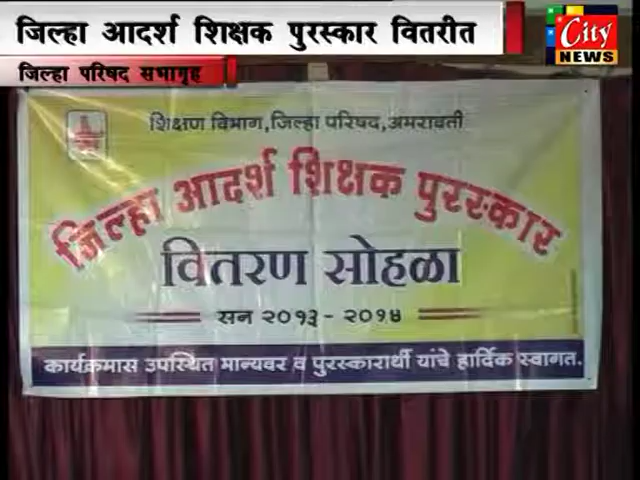 जिल्हा आदर्श शिक्षक पुरस्कार वितरीत
City
NEWS
जिल्हा परिषद सभागृह
शिक्षण विभाग,जिल्हा परिषद,अमरावती
जिल्हा आदर्श शिक्षक पुरस्कार
वितरण सोहळा
सन २०१३-२०१४
कार्यक्रमास उपस्थित मान्यवर व पुरस्कारार्थी यांचे हार्दिक स्वागत.